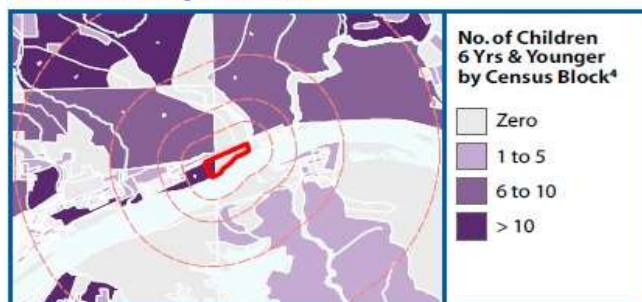 No. of Children
6 Yrs & Younger
by Census Block⁴
Zero
1 to 5
6 to 10
> 10